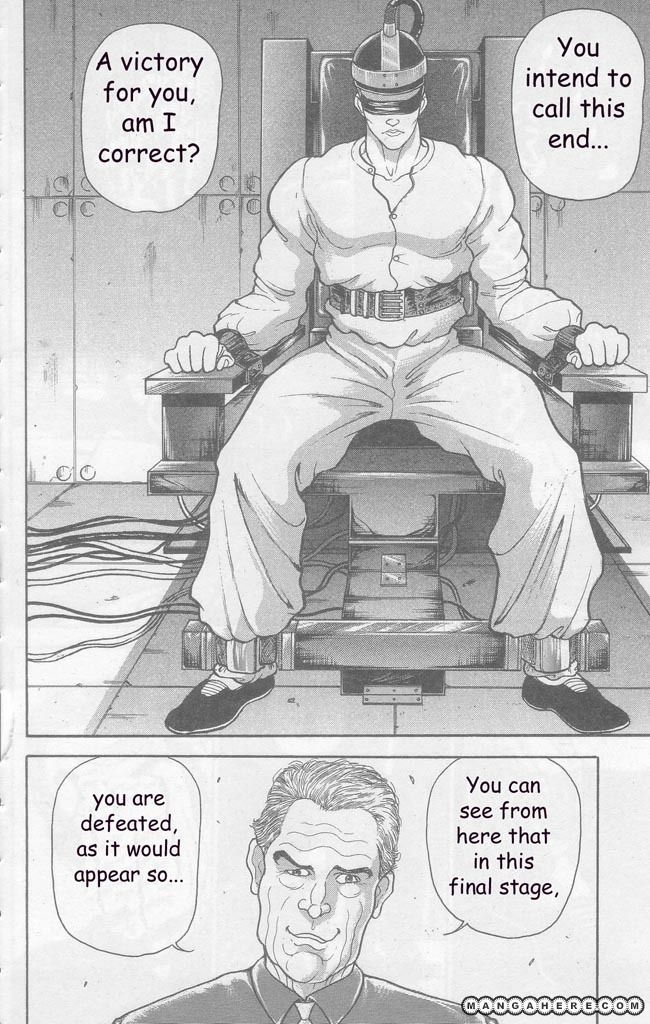 You
intend to
call this
end...
A victory
for you,
am I
correct?
You can
see from
here that
in this
final stage,
you are
defeated,
as it would
appear so...
MANGAHERE.COM